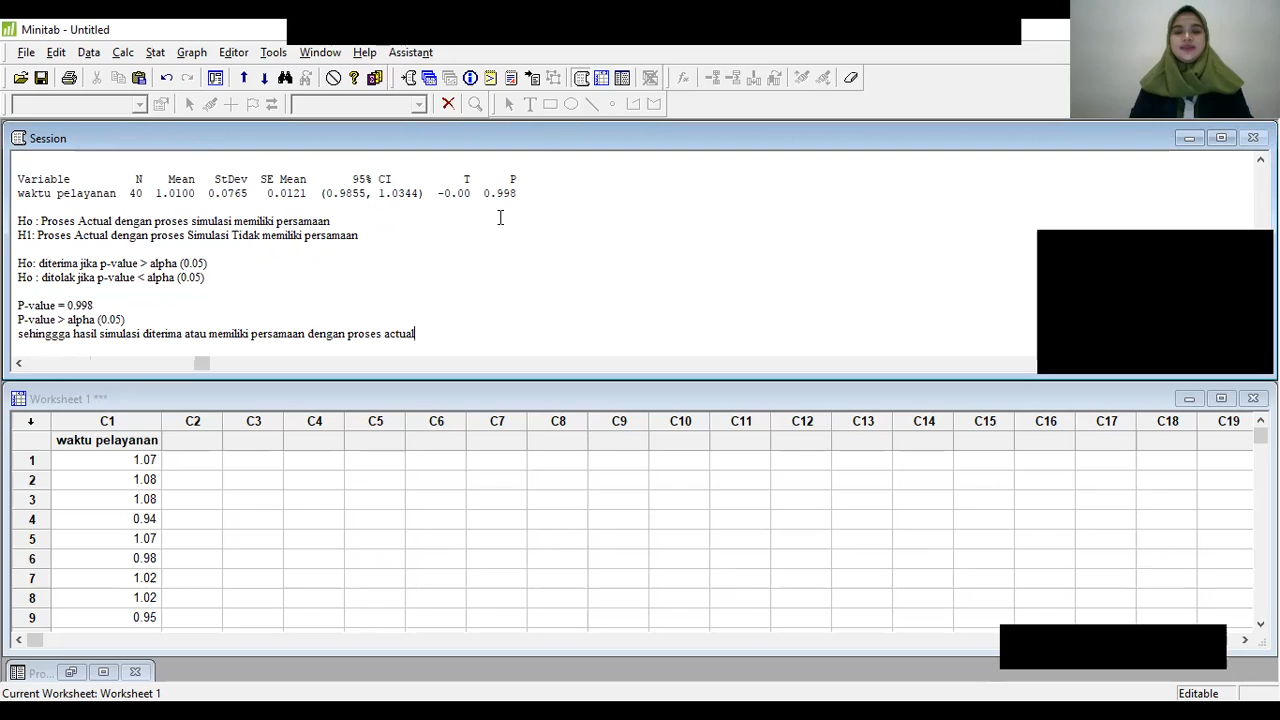 Minitab - Untitled
File Edit Data Calc Stat Graph Editor Tools Window Help Assistant
Session
Variable N Mean StDev SE Mean 95% CI T P
waktu pelayanan 40 1.0100 0.0765 0.0121 (0.9855, 1.0344) -0.00 0.998
Ho : Proses Actual dengan proses simulasi memiliki persamaan
H1: Proses Actual dengan proses Simulasi Tidak memiliki persamaan
Ho: diterima jika p-value > alpha (0.05)
Ho : ditolak jika p-value < alpha (0.05)
P-value = 0.998
P-value > alpha (0.05)
sehinggga hasil simulasi diterima atau memiliki persamaan dengan proses actual
Worksheet 1 ***
C1 C2 C3 C4 C5 C6 C7 C8 C9 C10 C11 C12 C13 C14 C15 C16 C17 C18 C19
waktu pelayanan
1 1.07
2 1.08
3 1.08
4 0.94
5 1.07
6 0.98
7 1.02
8 1.02
9 0.95
Pro...
Current Worksheet: Worksheet 1 Editable